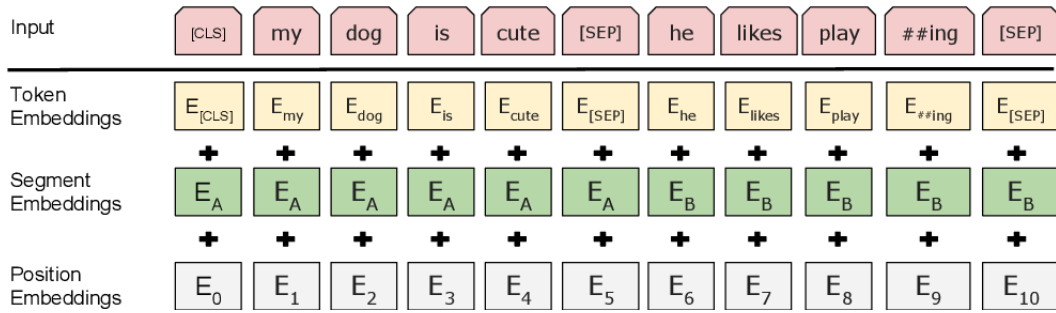 Input [CLS] my dog is cute [SEP] he likes play ##ing [SEP]
Token Embeddings E[CLS] Emy Edog Eis Ecute E[SEP] Ehe Elikes Eplay E##ing E[SEP]
+ + + + + + + + + + +
Segment Embeddings EA EA EA EA EA EA EB EB EB EB EB
+ + + + + + + + + + +
Position Embeddings E0 E1 E2 E3 E4 E5 E6 E7 E8 E9 E10